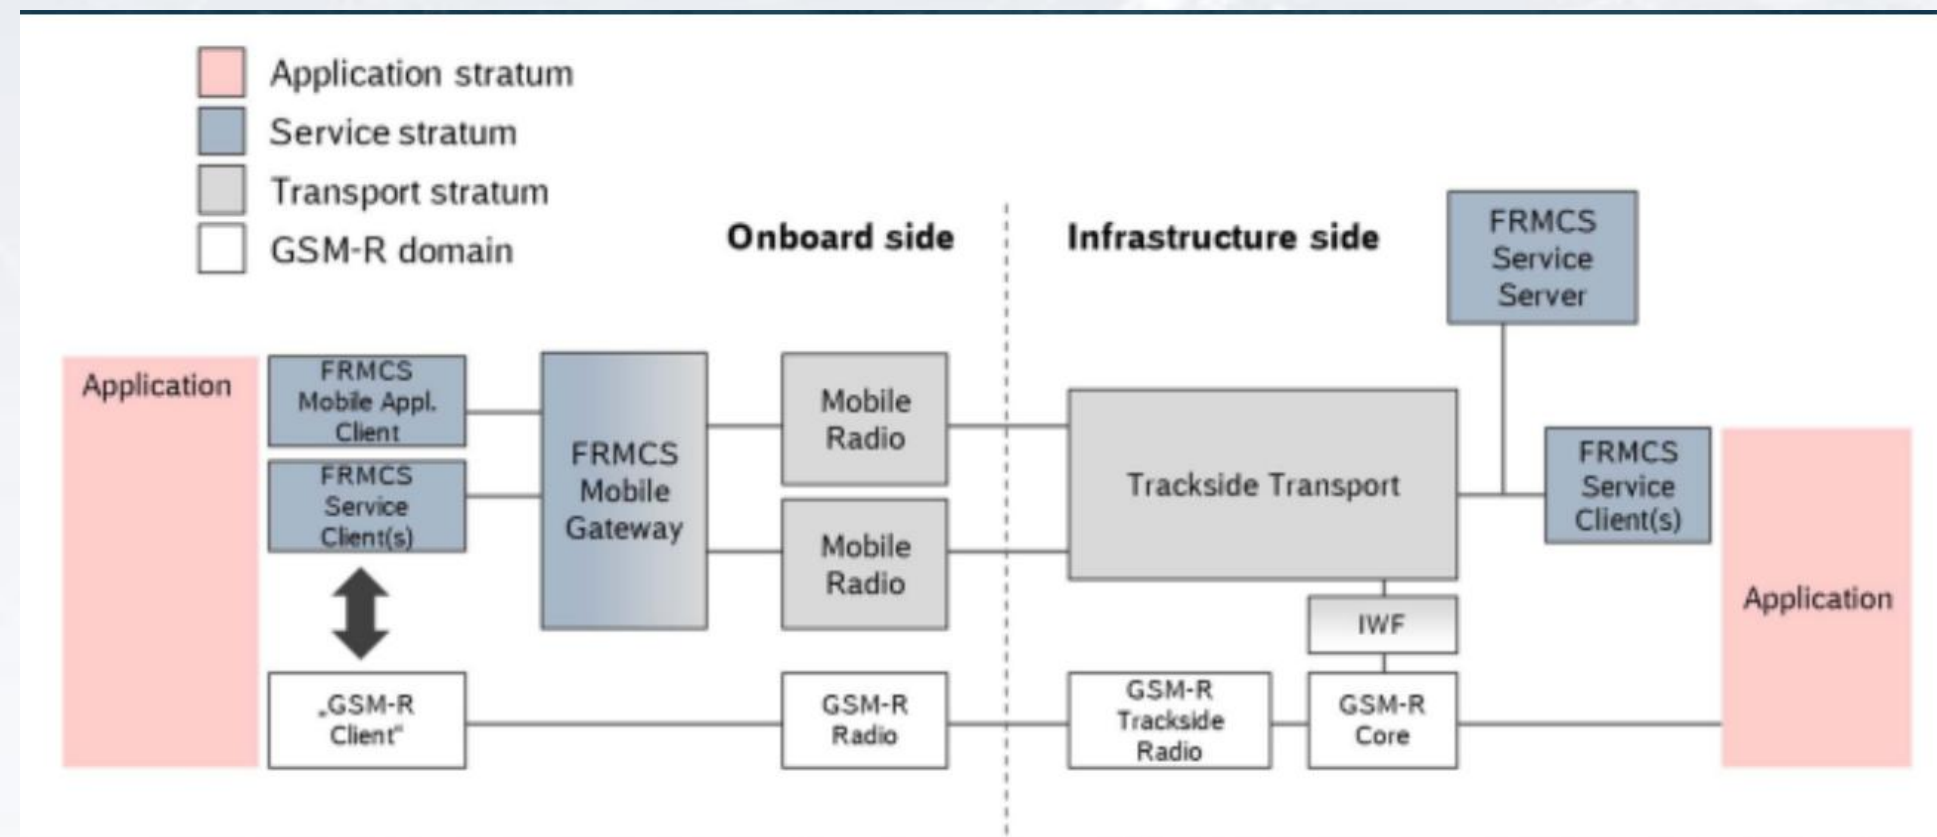 Application stratum
Service stratum
Transport stratum
GSM-R domain
Onboard side
Infrastructure side
FRMCS
Service
Server
Application
FRMCS
Mobile Appl.
Client
FRMCS
Service
Client(s)
FRMCS
Mobile
Gateway
Mobile
Radio
Mobile
Radio
Trackside Transport
FRMCS
Service
Client(s)
Application
IWF
„GSM-R
Client“
GSM-R
Radio
GSM-R
Trackside
Radio
GSM-R
Core